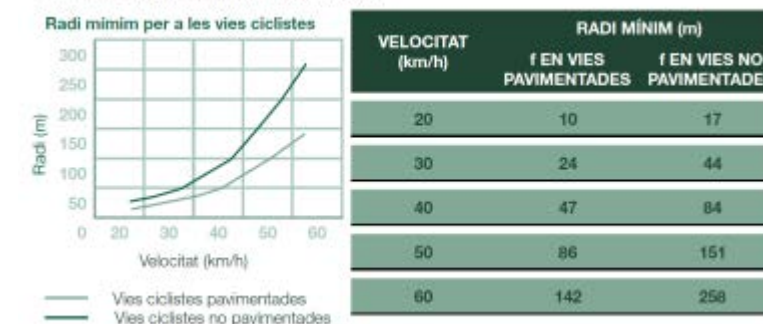 Radi mimim per a les vies ciclistes
300
250
200
150
100
50
0 20 30 40 50 60
Radi (m)
Velocitat (km/h)
Vies ciclistes pavimentades
Vies ciclistes no pavimentades
VELOCITAT (km/h) RADI MÍNIM (m)
f EN VIES PAVIMENTADES f EN VIES NO PAVIMENTADE
20 10 17
30 24 44
40 47 84
50 86 151
60 142 258